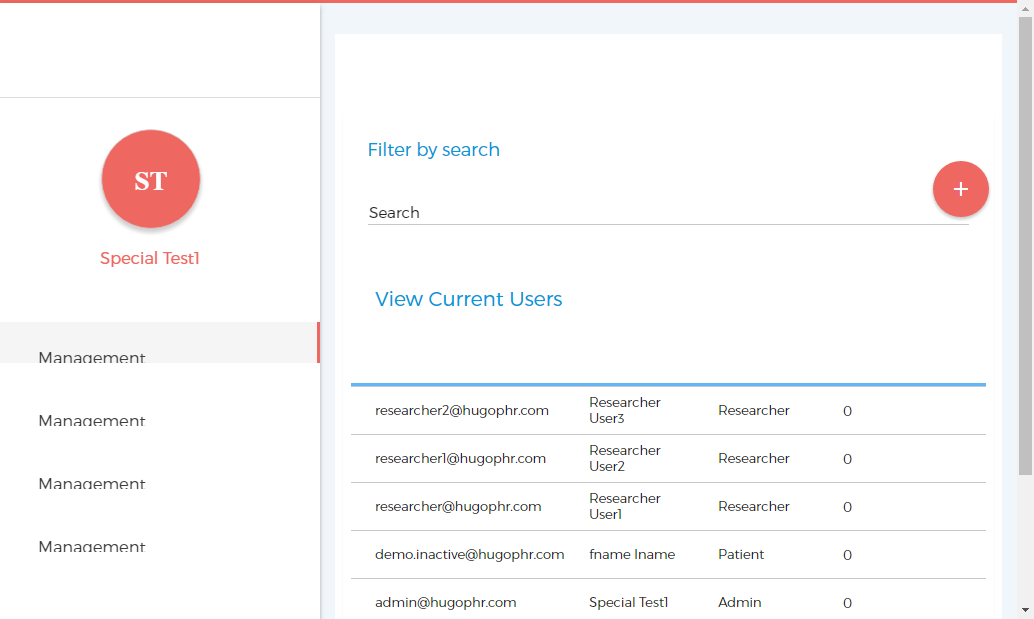 ST
Special Test1
Management
Management
Management
Management
Filter by search
Search
+
View Current Users
researcher2@hugophr.com Researcher User3 Researcher 0
researcher1@hugophr.com Researcher User2 Researcher 0
researcher@hugophr.com Researcher User1 Researcher 0
demo.inactive@hugophr.com fname lname Patient 0
admin@hugophr.com Special Test1 Admin 0